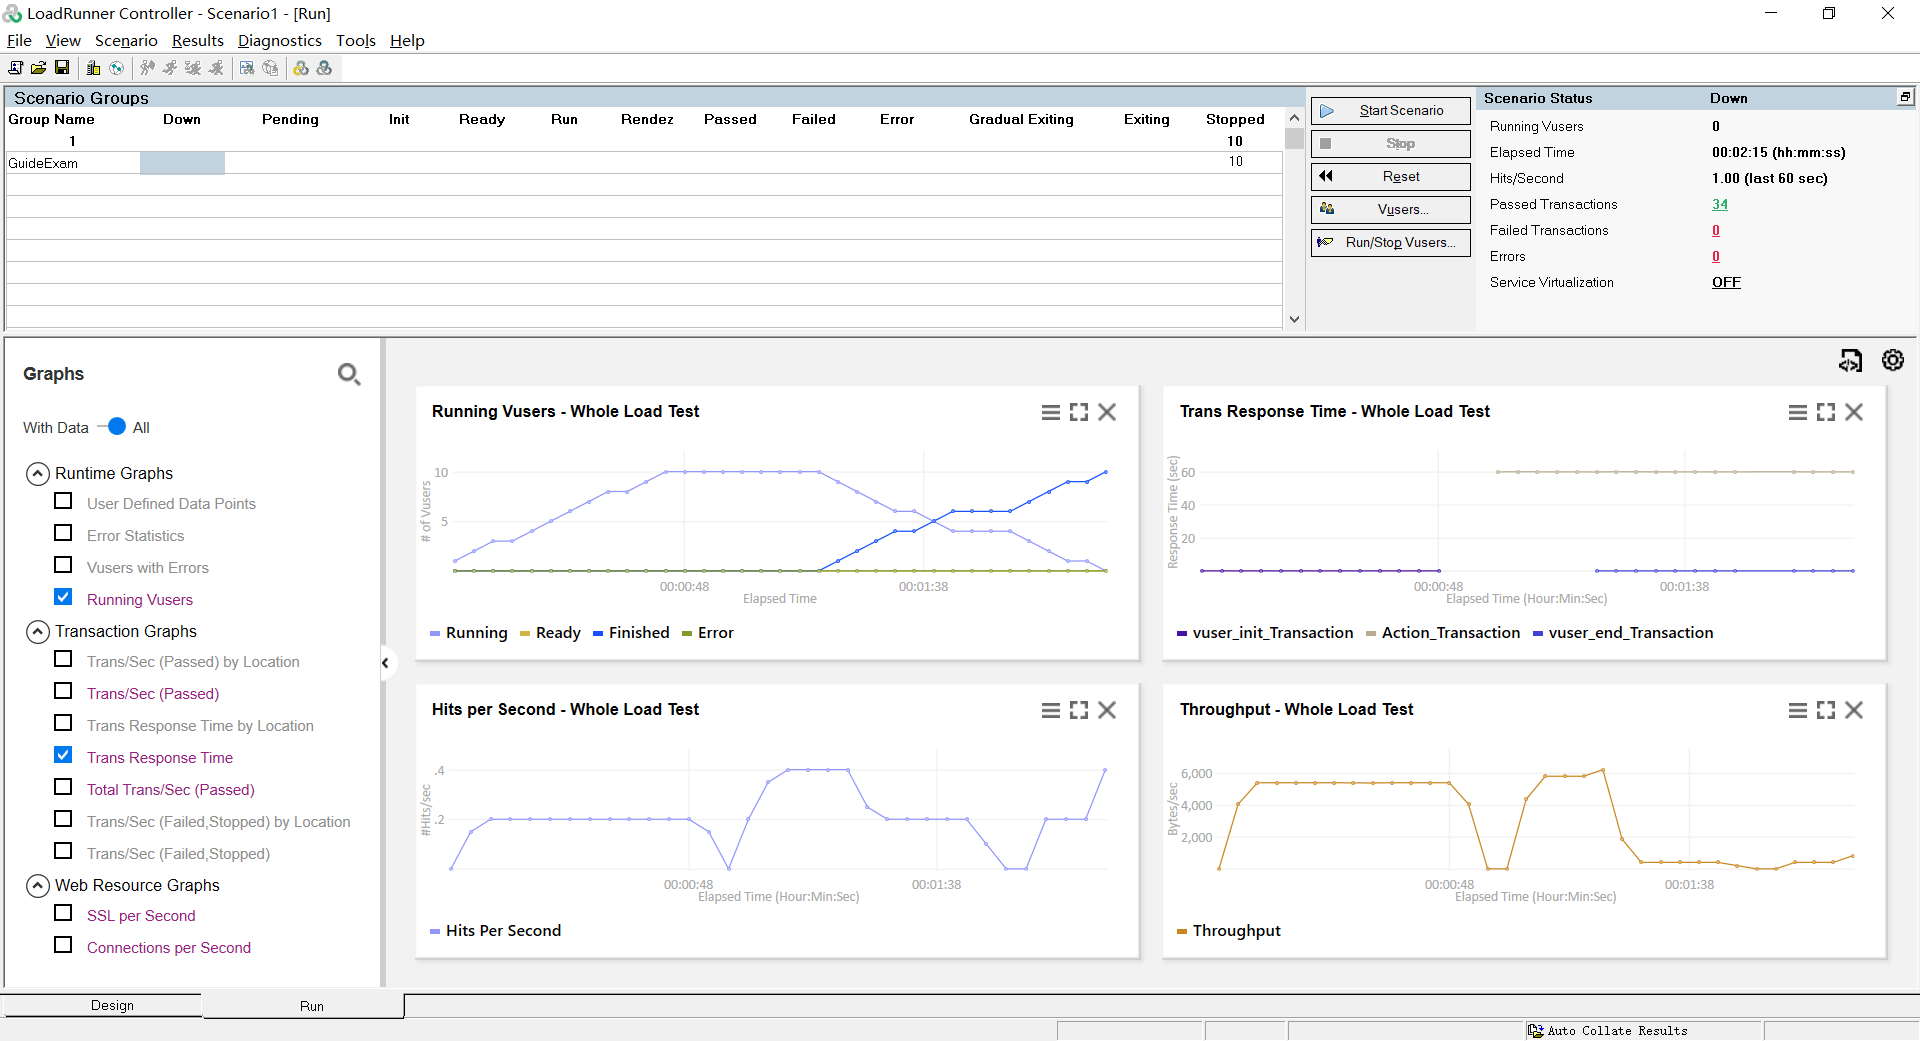 LoadRunner Controller - Scenario1 - [Run]
File View Scenario Results Diagnostics Tools Help
Scenario Groups
Group Name Down Pending Init Ready Run Rendez Passed Failed Error Gradual Exiting Exiting Stopped
1 10
GuideExam 10
Start Scenario
Stop
Reset
Vusers...
Run/Stop Vusers...
Scenario Status Down
Running Vusers 0
Elapsed Time 00:02:15 (hh:mm:ss)
Hits/Second 1.00 (last 60 sec)
Passed Transactions 34
Failed Transactions 0
Errors 0
Service Virtualization OFF
Graphs
With Data All
Runtime Graphs
User Defined Data Points
Error Statistics
Vusers with Errors
Running Vusers
Transaction Graphs
Trans/Sec (Passed) by Location
Trans/Sec (Passed)
Trans Response Time by Location
Trans Response Time
Total Trans/Sec (Passed)
Trans/Sec (Failed,Stopped) by Location
Trans/Sec (Failed,Stopped)
Web Resource Graphs
SSL per Second
Connections per Second
Running Vusers - Whole Load Test
# of Vusers
10
5
00:00:48 00:01:38
Elapsed Time
Running Ready Finished Error
Trans Response Time - Whole Load Test
Response Time (sec)
60
40
20
00:00:48 00:01:38
Elapsed Time (Hour:Min:Sec)
vuser_init_Transaction Action_Transaction vuser_end_Transaction
Hits per Second - Whole Load Test
#Hits/sec
.4
.2
00:00:48 00:01:38
Elapsed Time (Hour:Min:Sec)
Hits Per Second
Throughput - Whole Load Test
Bytes/sec
6,000
4,000
2,000
00:00:48 00:01:38
Elapsed Time (Hour:Min:Sec)
Throughput
Design Run
Auto Collate Results